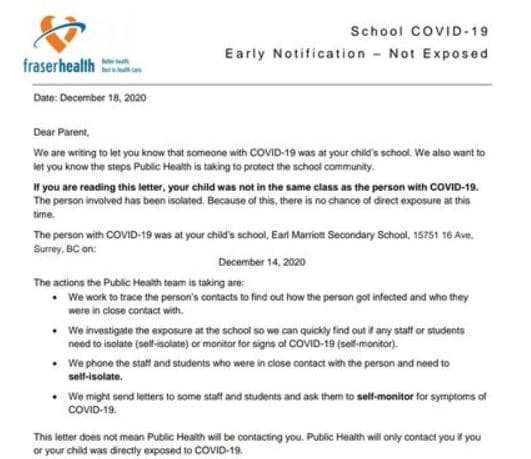 School COVID-19
Early Notification – Not Exposed
fraserhealth
Better health.
Best in health care.
Date: December 18, 2020
Dear Parent,
We are writing to let you know that someone with COVID-19 was at your child's school. We also want to
let you know the steps Public Health is taking to protect the school community.
If you are reading this letter, your child was not in the same class as the person with COVID-19.
The person involved has been isolated. Because of this, there is no chance of direct exposure at this
time.
The person with COVID-19 was at your child's school, Earl Marriott Secondary School, 15751 16 Ave,
Surrey, BC on:
December 14, 2020
The actions the Public Health team is taking are:
• We work to trace the person's contacts to find out how the person got infected and who they
were in close contact with.
• We investigate the exposure at the school so we can quickly find out if any staff or students
need to isolate (self-isolate) or monitor for signs of COVID-19 (self-monitor).
• We phone the staff and students who were in close contact with the person and need to
self-isolate.
• We might send letters to some staff and students and ask them to self-monitor for symptoms of
COVID-19.
This letter does not mean Public Health will be contacting you. Public Health will only contact you if you
or your child was directly exposed to COVID-19.